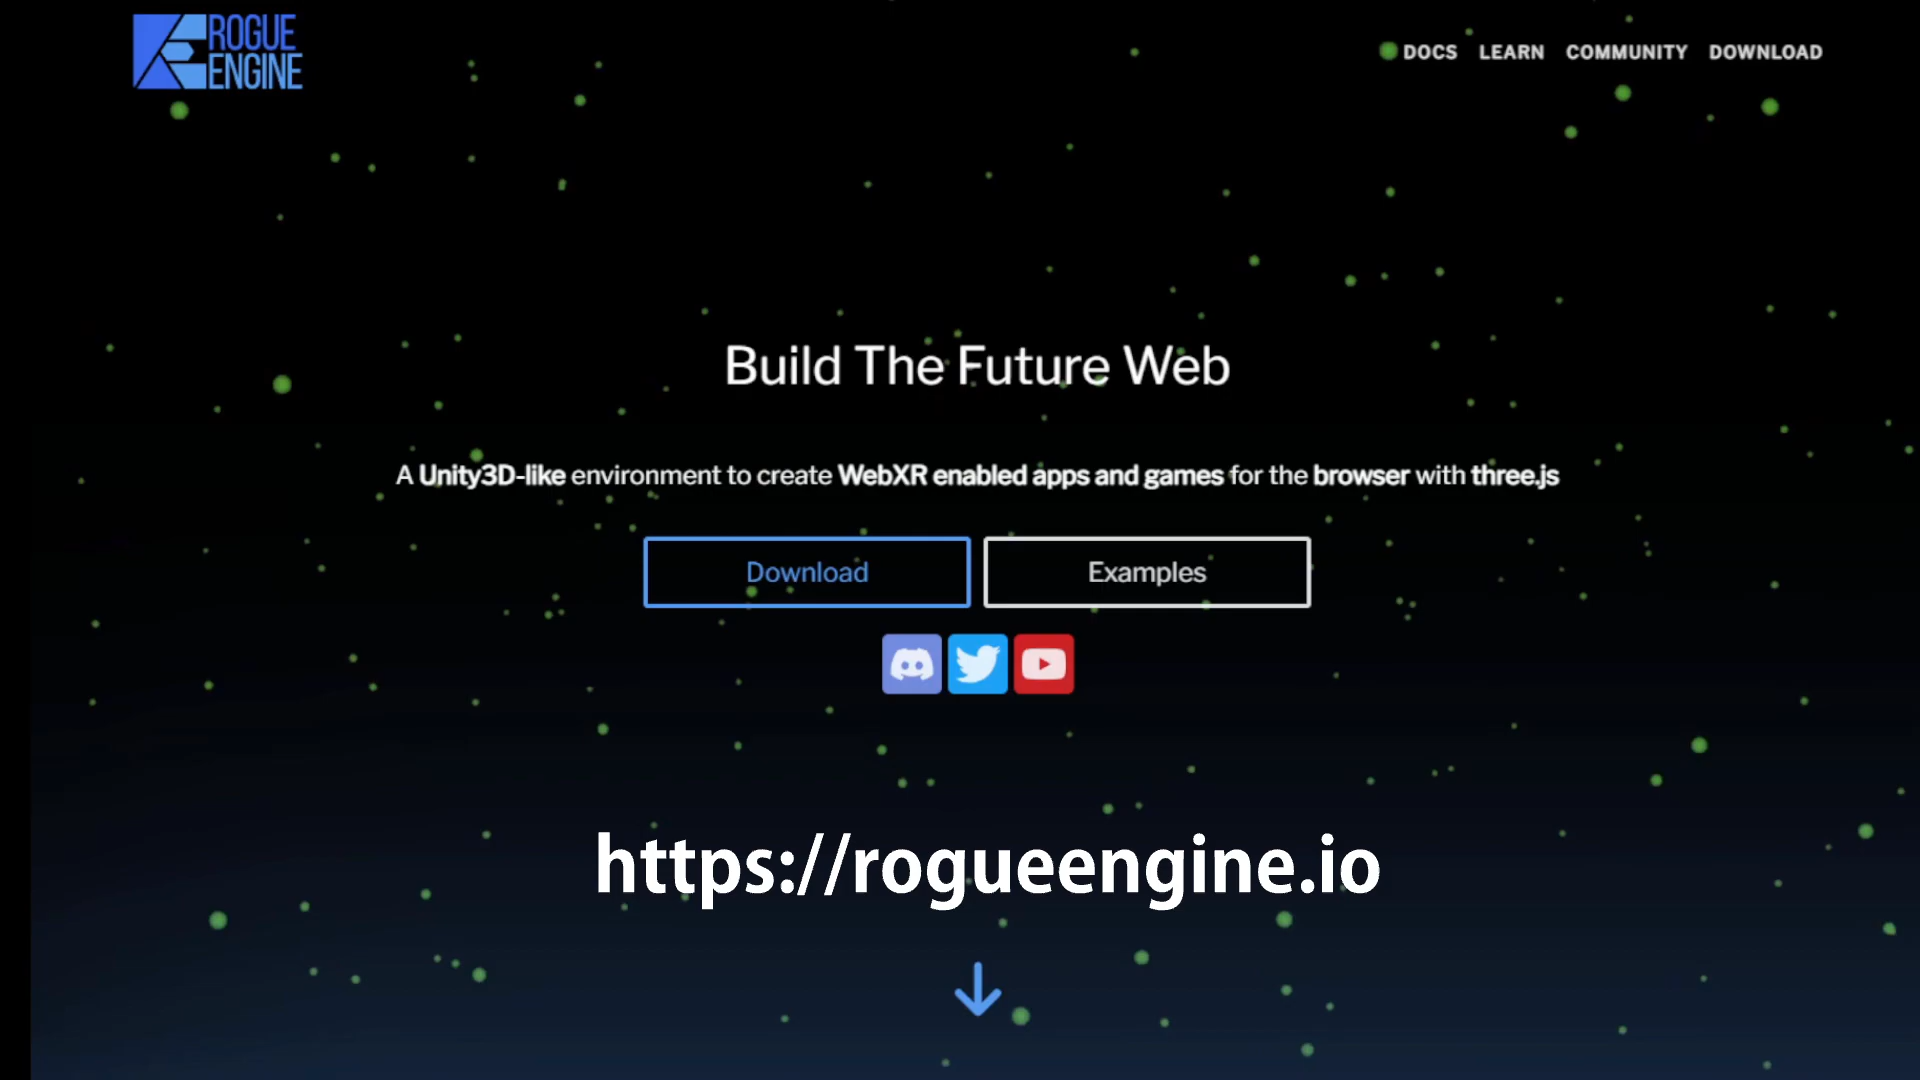 ROGUE
ENGINE
DOCS LEARN COMMUNITY DOWNLOAD
Build The Future Web
A Unity3D-like environment to create WebXR enabled apps and games for the browser with three.js
Download Examples
https://rogueengine.io